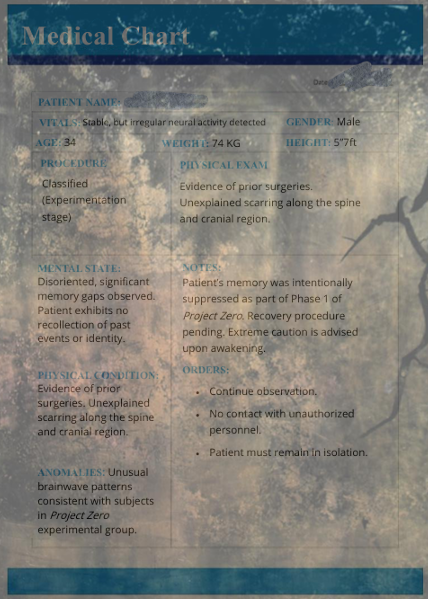 Medical Chart
Date:
PATIENT NAME:
VITALS: Stable, but irregular neural activity detected
GENDER: Male
AGE: 34
WEIGHT: 74 KG
HEIGHT: 5"7ft
PROCEDURE
Classified
(Experimentation
stage)
PHYSICAL EXAM
Evidence of prior surgeries.
Unexplained scarring along the spine
and cranial region.
MENTAL STATE:
Disoriented, significant
memory gaps observed.
Patient exhibits no
recollection of past
events or identity.
NOTES:
Patient's memory was intentionally
suppressed as part of Phase 1 of
Project Zero. Recovery procedure
pending. Extreme caution is advised
upon awakening.
PHYSICAL CONDITION:
Evidence of prior
surgeries. Unexplained
scarring along the spine
and cranial region.
ORDERS:
• Continue observation.
• No contact with unauthorized
personnel.
• Patient must remain in isolation.
ANOMALIES: Unusual
brainwave patterns
consistent with subjects
in Project Zero
experimental group.